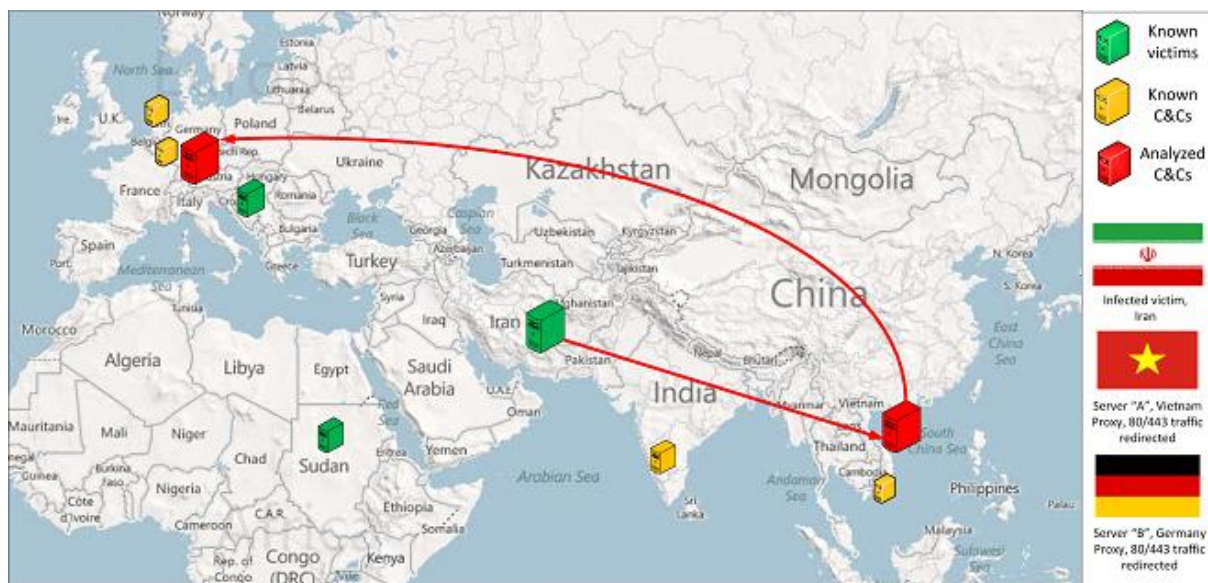 Norway
Estonia
North Sea
Latvia
Lithuania
Belarus
Ire.
U.K.
Poland
Germany
Ukraine
Kazakhstan
Mongolia
France
Hungary
Romania
Italy
Bulgaria
Black
Sea
Caspian
Sea
Georgia
Azerbaijan
Uzbekistan
Kyrgyzstan
Tajikistan
Turkmenistan
Spain
Port.
Greece
Turkey
Mediterranean
Sea
Tunisia
Syria
Iraq
Iran
Afghanistan
Pakistan
China
N. Korea
S. Korea
East
China
Sea
Morocco
Algeria
Libya
Egypt
Saudi
Arabia
U.A.E.
Oman
Nepal
Bhutan
India
Myanmar
Vietnam
Laos
Thailand
Cambodia
South
China Sea
Philippines
Palau
Mauritania
Mali
Niger
Chad
Sudan
Red
Sea
Eritrea
Yemen
Arabian Sea
Andaman
Sea
Sri
Lanka
Malaysia
Sulawesi
Sea
Senegal
Guinea
Burkina
Faso
Côte
d'Ivoire
Nigeria
Cameroon
C.A.R.
Ethiopia
Somalia
Kenya
Rep. of
Congo
Congo
(DRC)
Nile
Known
victims
Known
C&Cs
Analyzed
C&Cs
Infected victim,
Iran
Server "A", Vietnam
Proxy, 80/443 traffic
redirected
Server "B", Germany
Proxy, 80/443 traffic
redirected